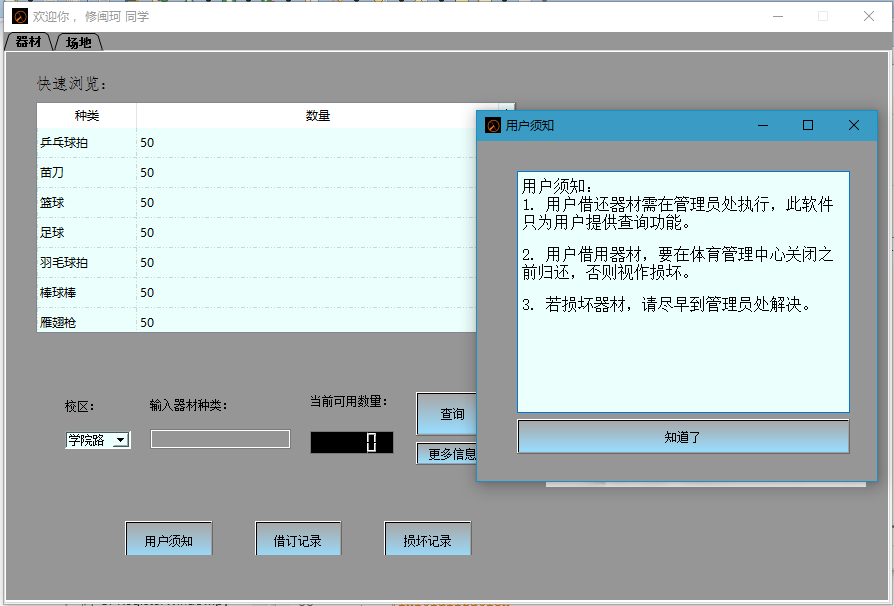 欢迎你 ， 修闽珂 同学
器材 场地
快速浏览：
种类 数量
乒乓球拍 50
苗刀 50
篮球 50
足球 50
羽毛球拍 50
棒球棒 50
雁翅枪 50
校区： 输入器材种类： 当前可用数量： 查询
学院路 0 更多信息
用户须知 借订记录 损坏记录
用户须知
用户须知：
1. 用户借还器材需在管理员处执行，此软件
只为用户提供查询功能。
2. 用户借用器材，要在体育管理中心关闭之
前归还，否则视作损坏。
3. 若损坏器材，请尽早到管理员处解决。
知道了